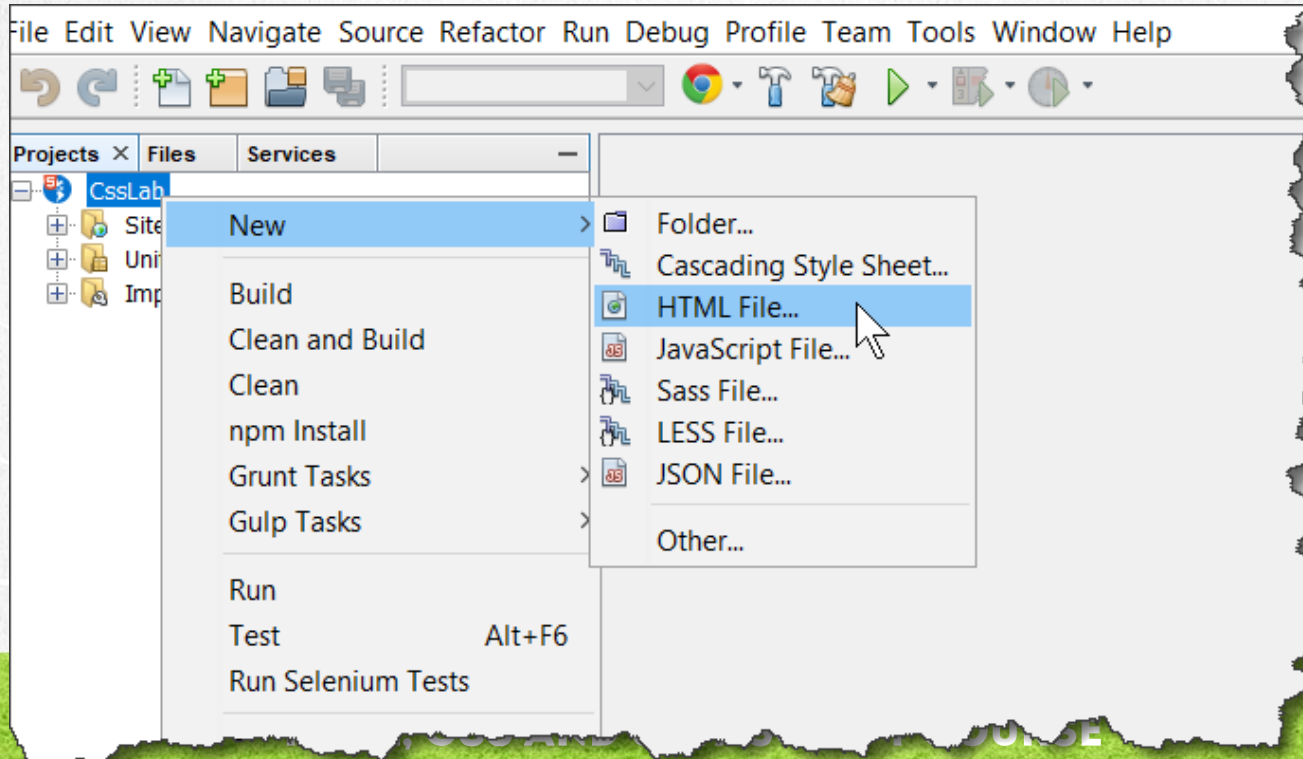 File Edit View Navigate Source Refactor Run Debug Profile Team Tools Window Help
Projects Files Services
CssLab
Site
Uni
Imp
New
Build
Clean and Build
Clean
npm Install
Grunt Tasks
Gulp Tasks
Run
Test Alt+F6
Run Selenium Tests
Folder...
Cascading Style Sheet...
HTML File...
JavaScript File...
Sass File...
LESS File...
JSON File...
Other...
, CSS AND